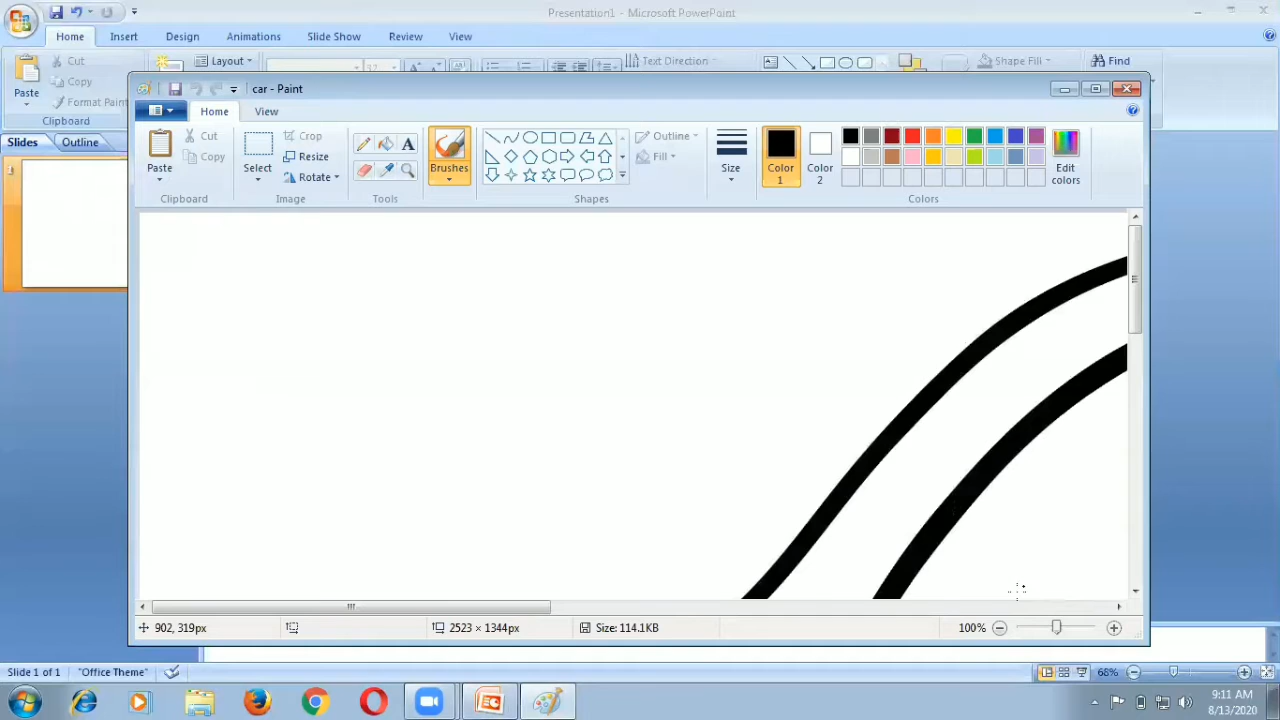 Presentation1 - Microsoft PowerPoint
Home Insert Design Animations Slide Show Review View
Cut
Copy
Format Paint
Paste
Clipboard
Layout
32
Text Direction
Shape Fill
Find
Slides Outline
car - Paint
Home View
Paste
Cut
Copy
Clipboard
Select
Crop
Resize
Rotate
Image
A
Tools
Brushes
Outline
Fill
Shapes
Size
Color
1
Color
2
Edit
colors
Colors
902, 319px
2523 × 1344px
Size: 114.1KB
100%
Slide 1 of 1 "Office Theme"
68%
9:11 AM
8/13/2020